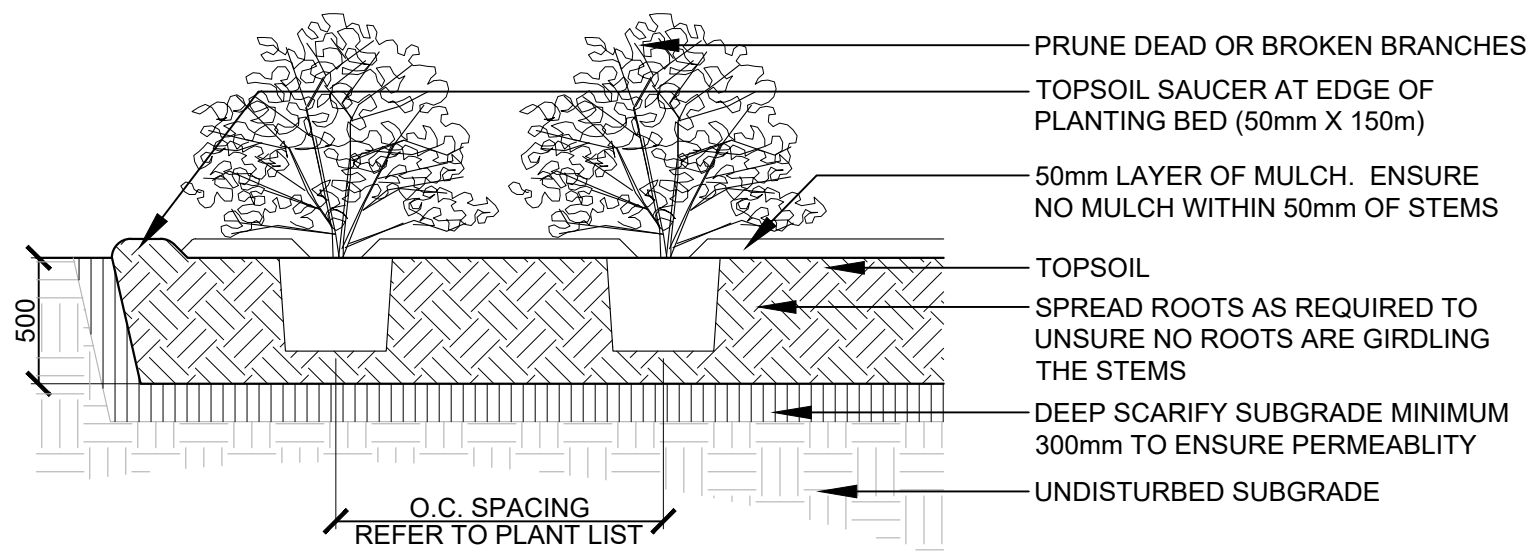 PRUNE DEAD OR BROKEN BRANCHES
TOPSOIL SAUCER AT EDGE OF
PLANTING BED (50mm X 150m)
50mm LAYER OF MULCH.  ENSURE
NO MULCH WITHIN 50mm OF STEMS
TOPSOIL
SPREAD ROOTS AS REQUIRED TO
UNSURE NO ROOTS ARE GIRDLING
THE STEMS
DEEP SCARIFY SUBGRADE MINIMUM
300mm TO ENSURE PERMEABLITY
UNDISTURBED SUBGRADE
500
O.C. SPACING
REFER TO PLANT LIST